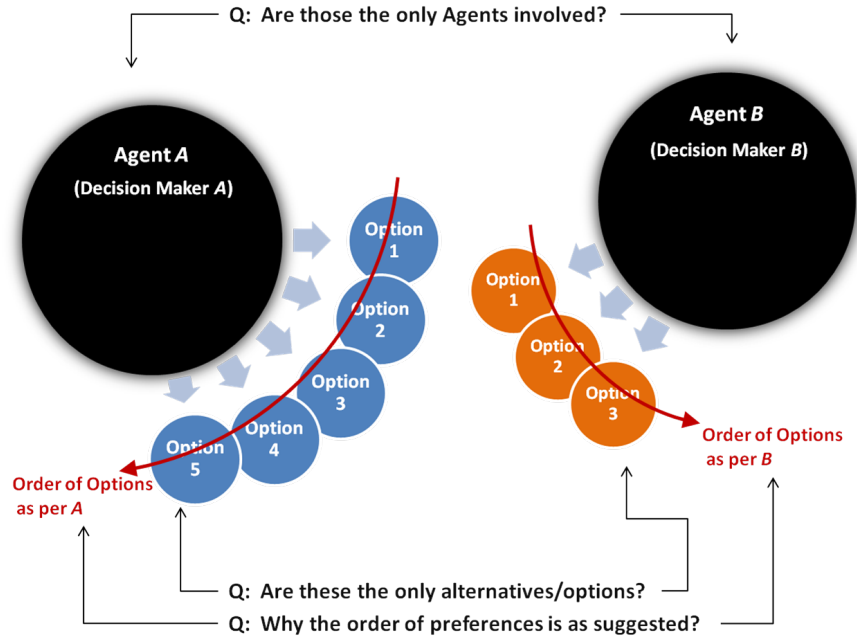 Q: Are those the only Agents involved?
Agent A
(Decision Maker A)
Agent B
(Decision Maker B)
Option
1
Option
2
Option
3
Option
4
Option
5
Option
1
Option
2
Option
3
Order of Options
as per A
Order of Options
as per B
Q: Are these the only alternatives/options?
Q: Why the order of preferences is as suggested?